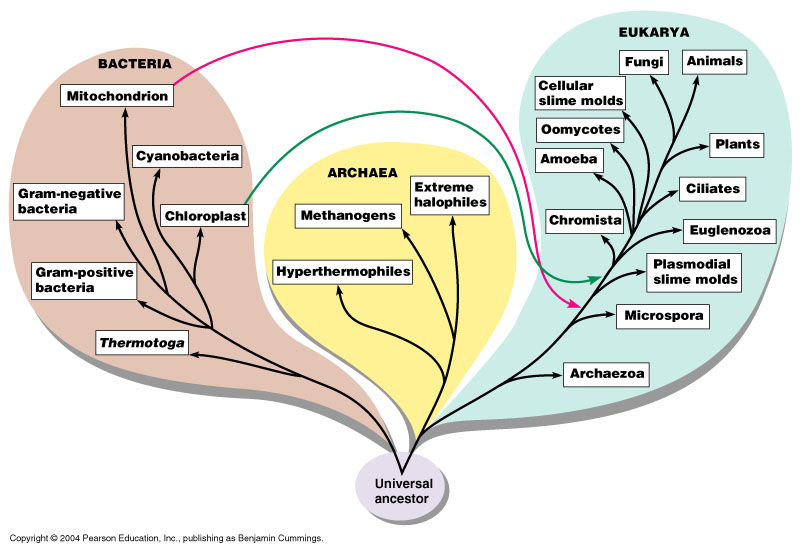 BACTERIA
Mitochondrion
Cyanobacteria
Gram-negative
bacteria
Chloroplast
Gram-positive
bacteria
Thermotoga
ARCHAEA
Extreme
halophiles
Methanogens
Hyperthermophiles
EUKARYA
Fungi
Animals
Cellular
slime molds
Oomycetes
Plants
Amoeba
Ciliates
Chromista
Euglenozoa
Plasmodial
slime molds
Microspora
Archaezoa
Universal
ancestor
Copyright © 2004 Pearson Education, Inc., publishing as Benjamin Cummings.